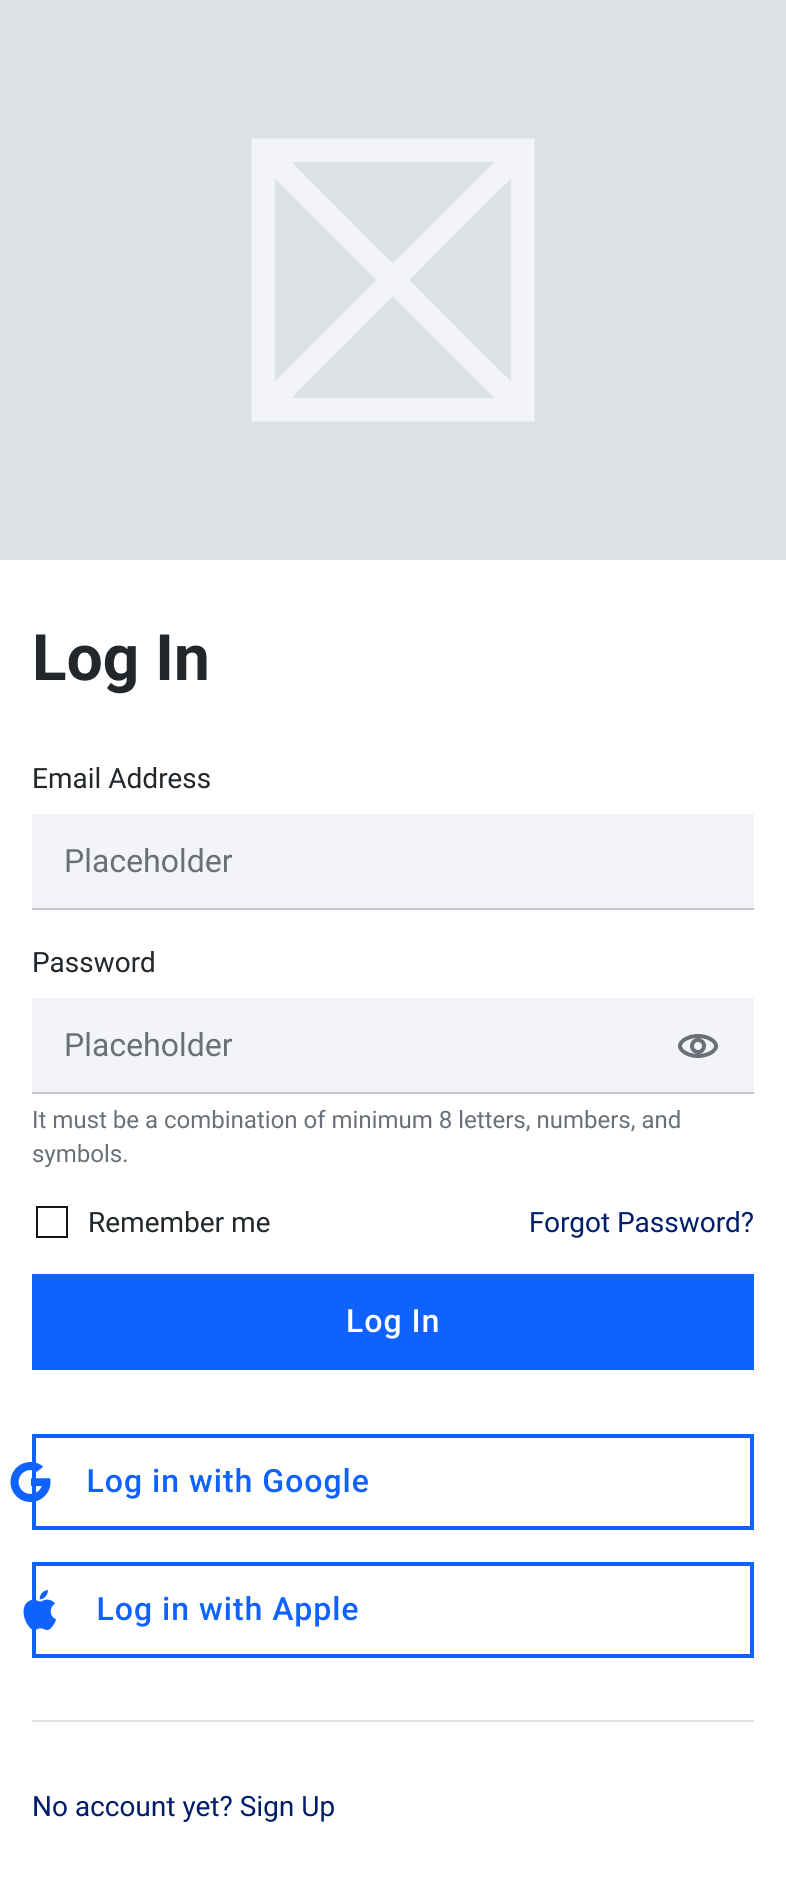 Log In
Email Address
Placeholder
Password
Placeholder
It must be a combination of minimum 8 letters, numbers, and
symbols.
Remember me
Forgot Password?
Log In
Log in with Google
Log in with Apple
No account yet? Sign Up